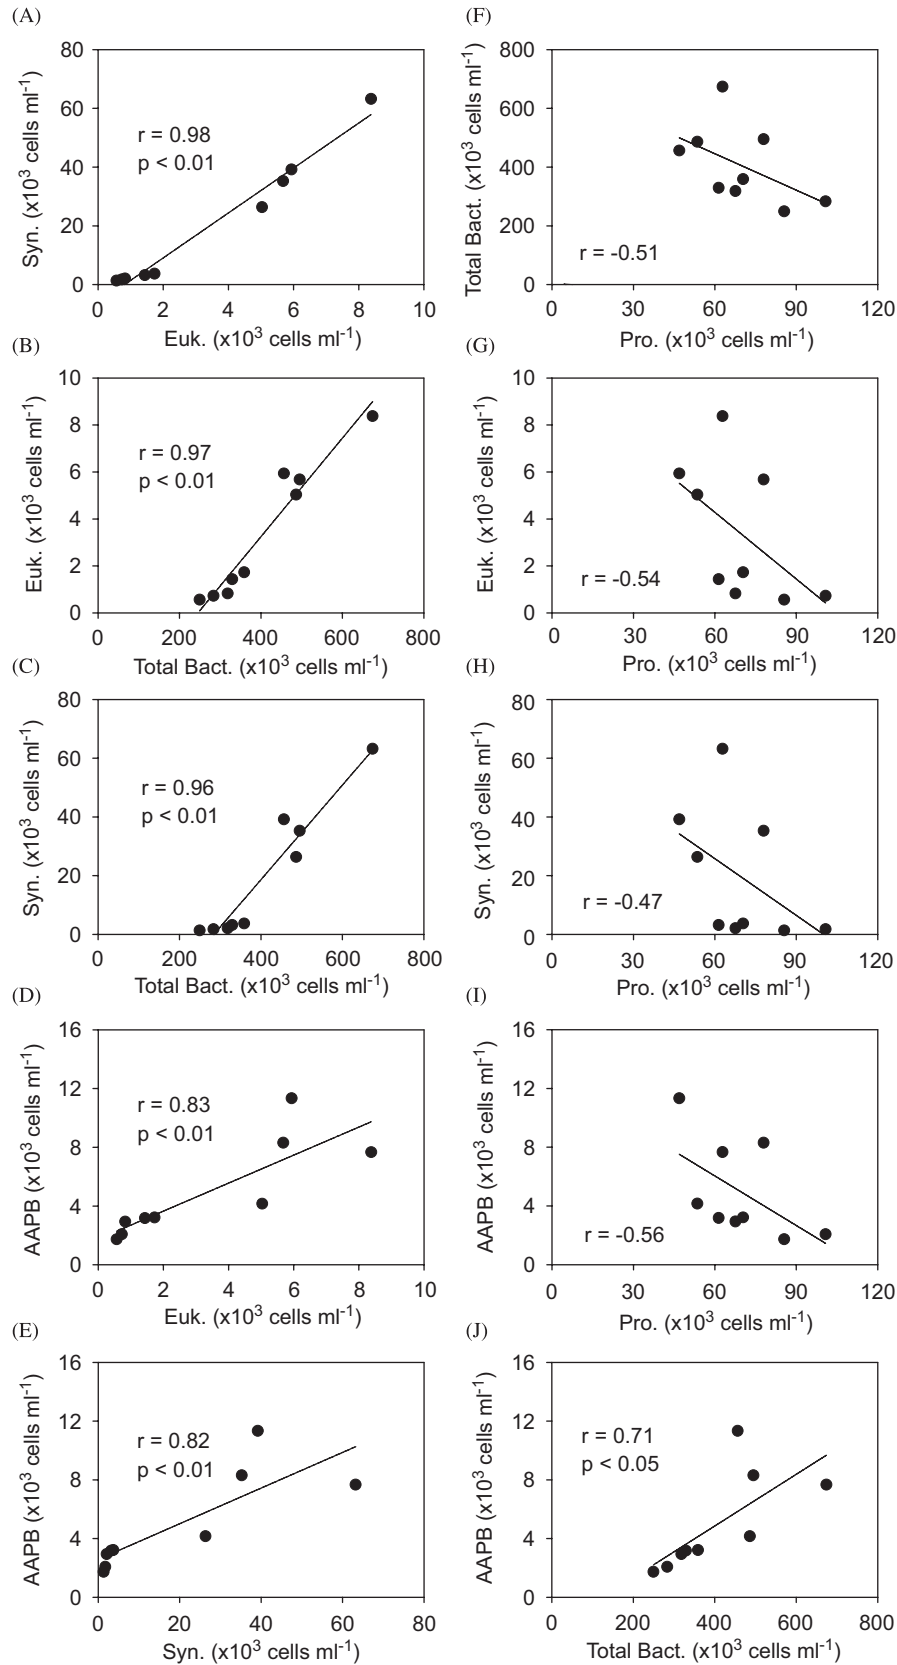 (A)
80
60
40
20
0
Syn. (x10³ cells ml⁻¹)
r = 0.98
p < 0.01
0 2 4 6 8 10
Euk. (x10³ cells ml⁻¹)
(B)
10
8
6
4
2
0
Euk. (x10³ cells ml⁻¹)
r = 0.97
p < 0.01
0 200 400 600 800
Total Bact. (x10³ cells ml⁻¹)
(C)
80
60
40
20
0
Syn. (x10³ cells ml⁻¹)
r = 0.96
p < 0.01
0 200 400 600 800
Total Bact. (x10³ cells ml⁻¹)
(D)
16
12
8
4
0
AAPB (x10³ cells ml⁻¹)
r = 0.83
p < 0.01
0 2 4 6 8 10
Euk. (x10³ cells ml⁻¹)
(E)
16
12
8
4
0
AAPB (x10³ cells ml⁻¹)
r = 0.82
p < 0.01
0 20 40 60 80
Syn. (x10³ cells ml⁻¹)
(F)
800
600
400
200
0
Total Bact. (x10³ cells ml⁻¹)
r = -0.51
0 30 60 90 120
Pro. (x10³ cells ml⁻¹)
(G)
10
8
6
4
2
0
Euk. (x10³ cells ml⁻¹)
r = -0.54
0 30 60 90 120
Pro. (x10³ cells ml⁻¹)
(H)
80
60
40
20
0
Syn. (x10³ cells ml⁻¹)
r = -0.47
0 30 60 90 120
Pro. (x10³ cells ml⁻¹)
(I)
16
12
8
4
0
AAPB (x10³ cells ml⁻¹)
r = -0.56
0 30 60 90 120
Pro. (x10³ cells ml⁻¹)
(J)
16
12
8
4
0
AAPB (x10³ cells ml⁻¹)
r = 0.71
p < 0.05
0 200 400 600 800
Total Bact. (x10³ cells ml⁻¹)